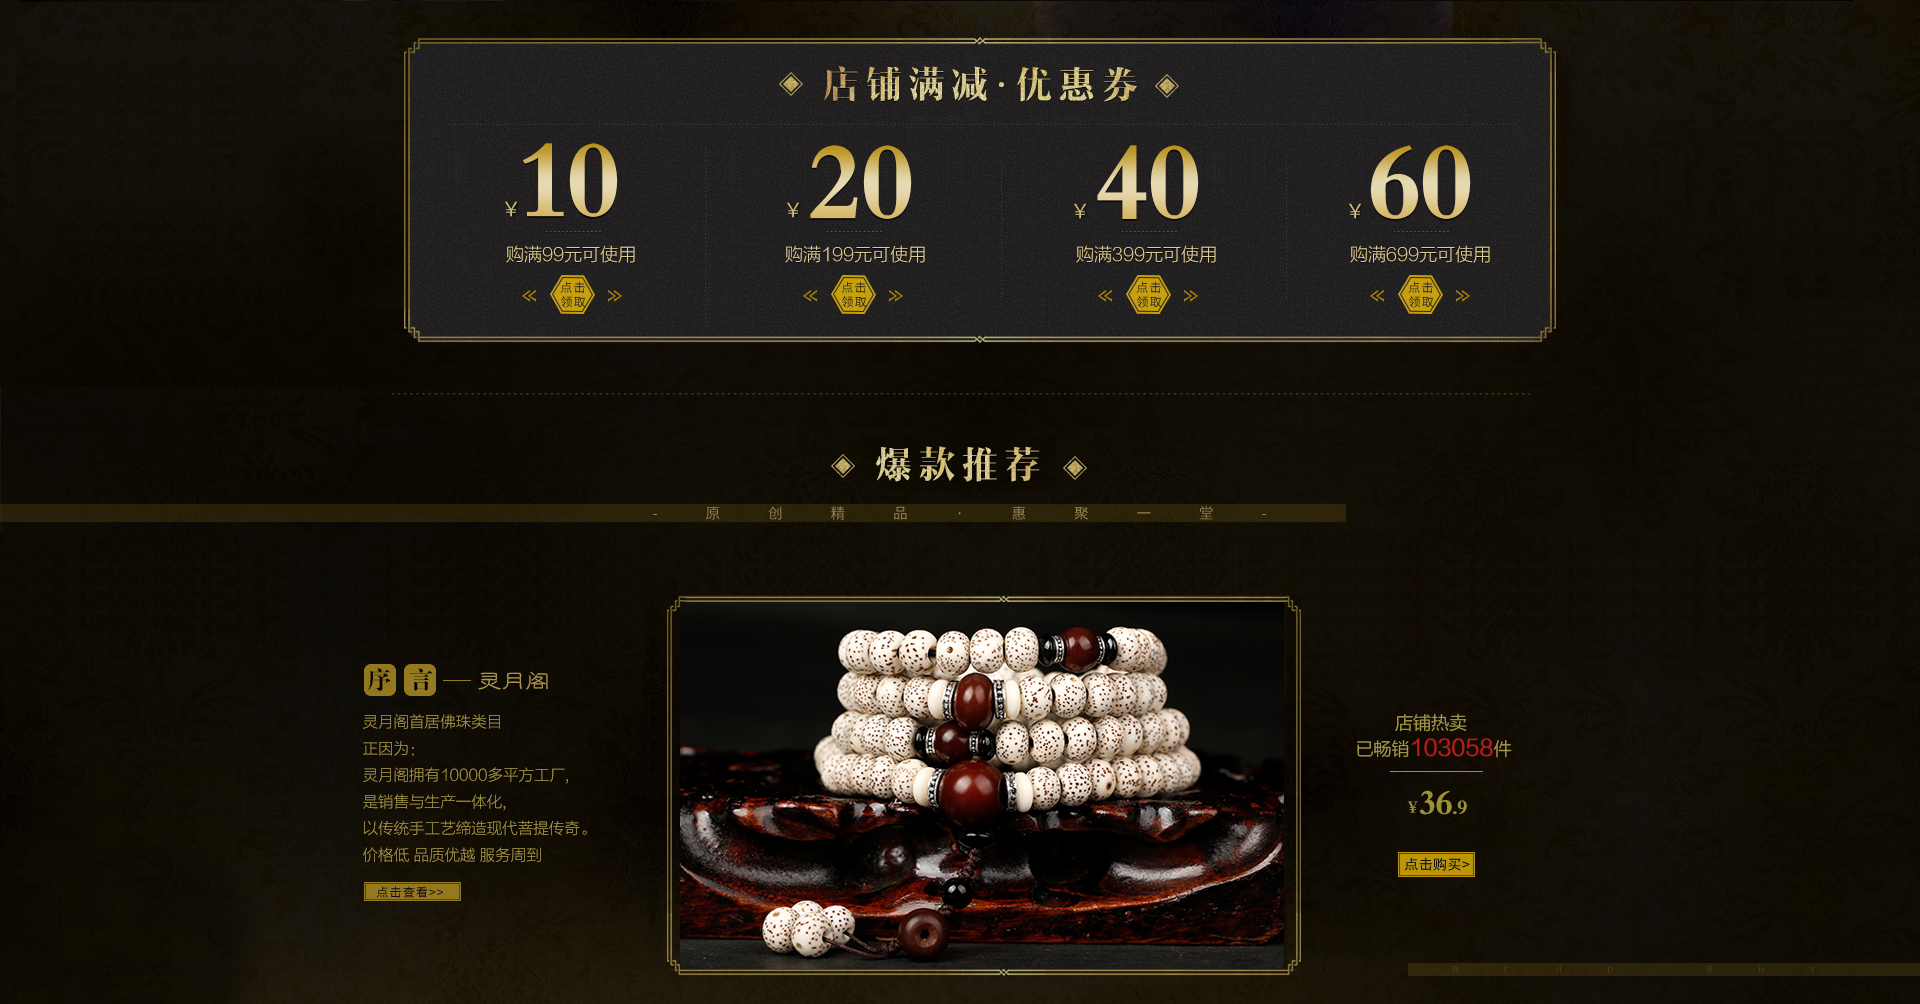 店铺满减·优惠券
¥10
¥20
¥40
¥60
购满99元可使用
购满199元可使用
购满399元可使用
购满699元可使用
点击领取
点击领取
点击领取
点击领取
爆款推荐
- 原创精品·惠聚一堂 -
序言—灵月阁
灵月阁首居佛珠类目
正因为：
灵月阁拥有10000多平方工厂，
是销售与生产一体化，
以传统手工艺缔造现代菩提传奇。
价格低 品质优越 服务周到
点击查看>>
店铺热卖
已畅销103058件
¥36.9
点击购买>